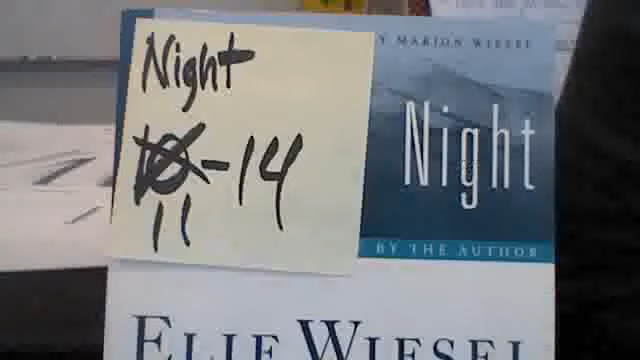 Night
10-14
11
Y MARION WIESEL
Night
BY THE AUTHOR
ELIE WIESEL